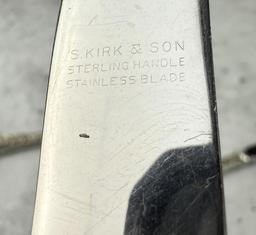 S. KIRK & SON
STERLING HANDLE
STAINLESS BLADE